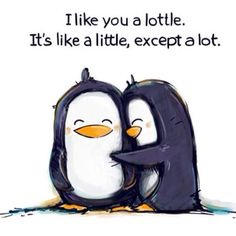 I like you a lottle.
It's like a little, except a lot.